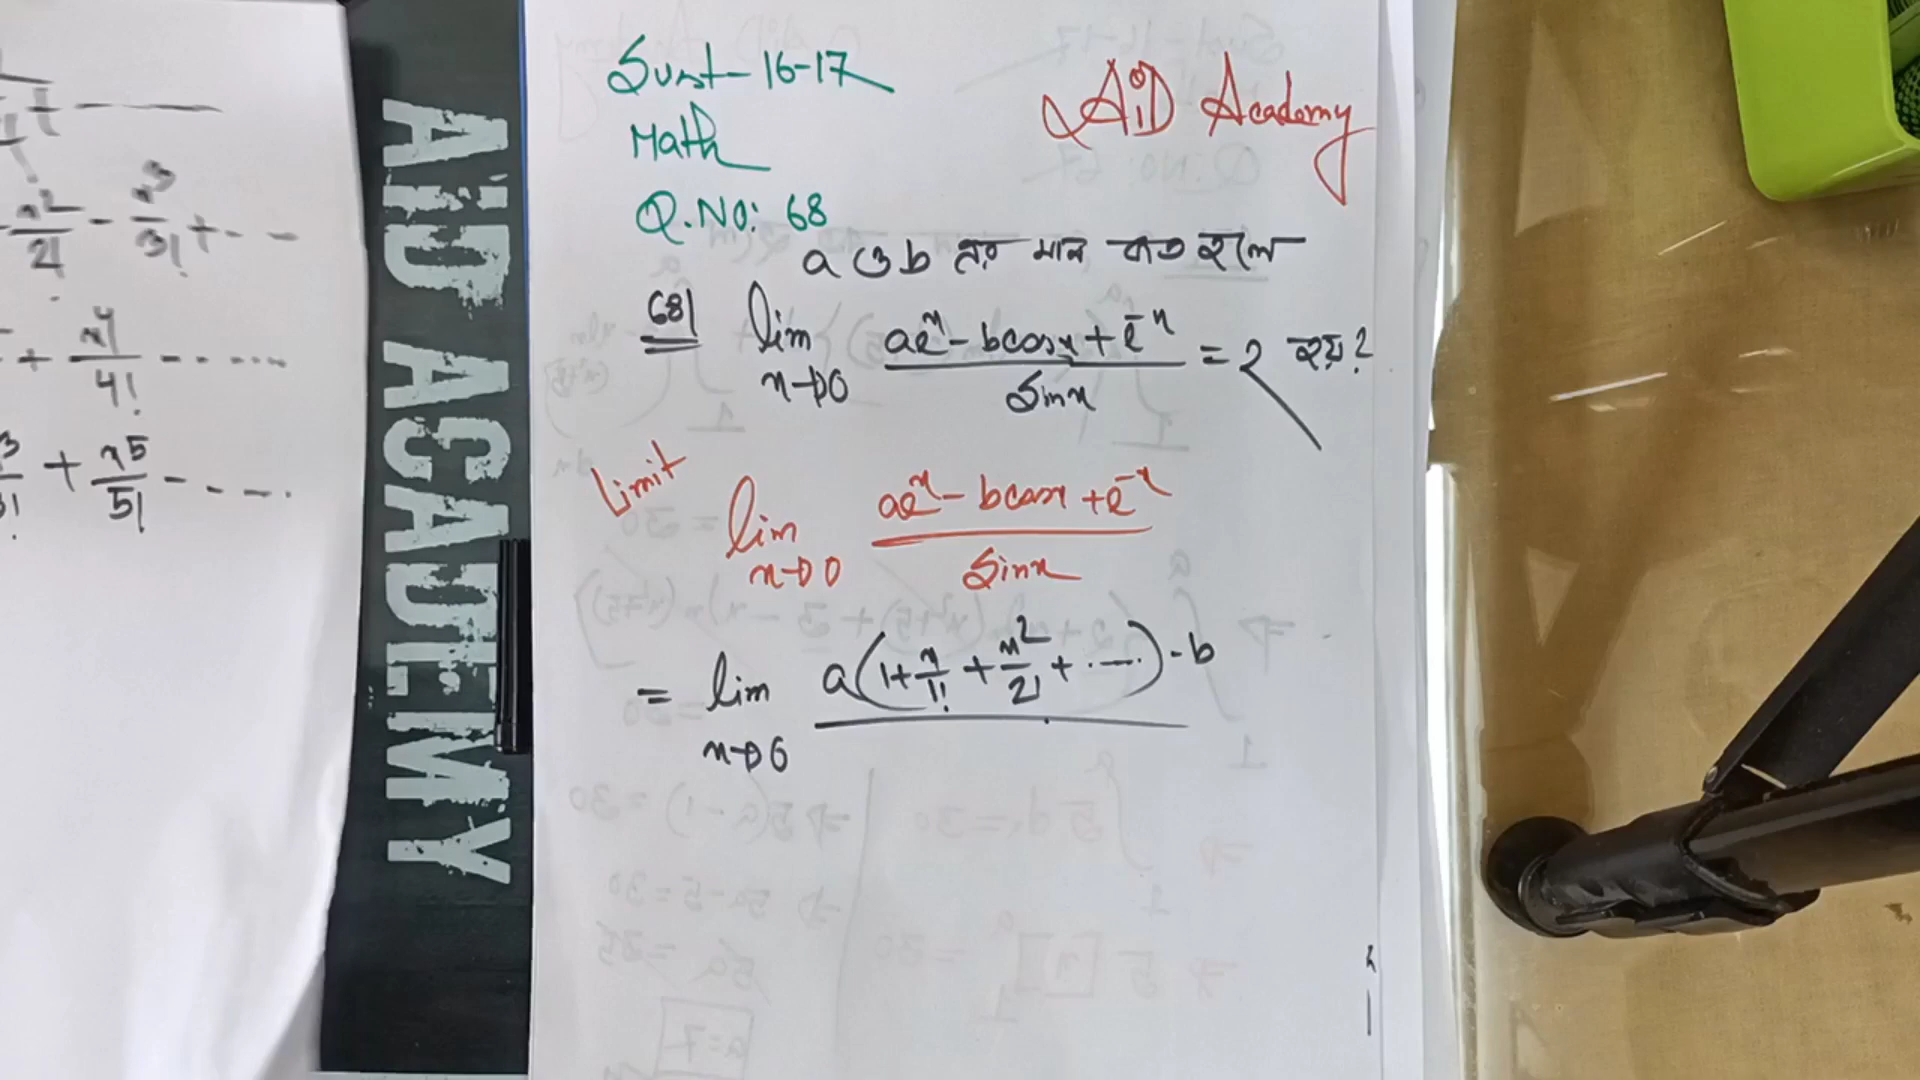 Sust-16-17
Math
Q.NO: 68
AiD Academy
a ও b এর মান কত হলে
68| lim x→0 (ae^x - bcosx + e^-x)/sinx = 2 হয়?
Limit
lim x→0 (ae^x - bcosx + e^-x)/sinx
= lim x→0 a(1 + x/1! + x^2/2! + ....) - b
x^2/2! - x^3/3! + ---
+ x^4/4! ------
+ x^5/5! - ----
AID ACADEMY